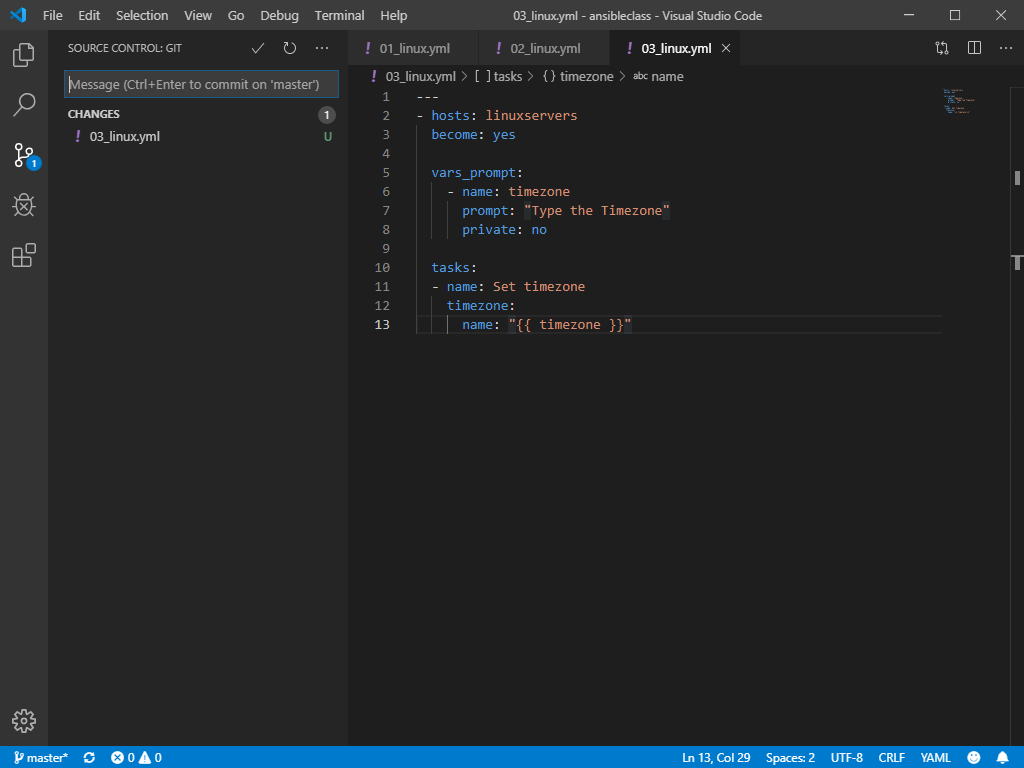 File Edit Selection View Go Debug Terminal Help 03_linux.yml - ansibleclass - Visual Studio Code
SOURCE CONTROL: GIT
Message (Ctrl+Enter to commit on 'master')
CHANGES 1
! 03_linux.yml U
1
! 01_linux.yml ! 02_linux.yml ! 03_linux.yml
! 03_linux.yml > [ ] tasks > { } timezone > abc name
1 ---
2 - hosts: linuxservers
3 become: yes
4
5 vars_prompt:
6 - name: timezone
7 prompt: "Type the Timezone"
8 private: no
9
10 tasks:
11 - name: Set timezone
12 timezone:
13 name: "{{ timezone }}"
master* 0 0 Ln 13, Col 29 Spaces: 2 UTF-8 CRLF YAML